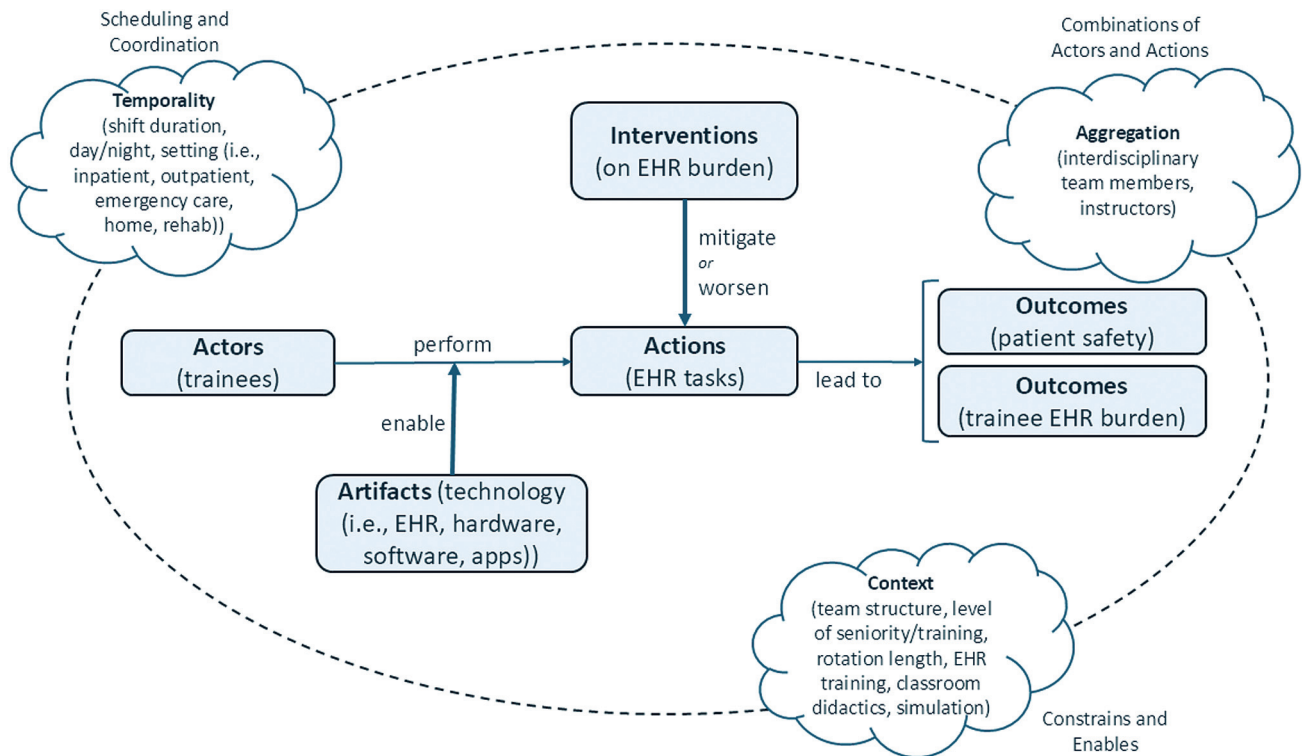 Scheduling and
Coordination
Combinations of
Actors and Actions
Temporality
(shift duration,
day/night, setting (i.e.,
inpatient, outpatient,
emergency care,
home, rehab))
Interventions
(on EHR burden)
Aggregation
(interdisciplinary
team members,
instructors)
mitigate
or
worsen
Actors
(trainees)
perform
Actions
(EHR tasks)
lead to
Outcomes
(patient safety)
Outcomes
(trainee EHR burden)
enable
Artifacts (technology
(i.e., EHR, hardware,
software, apps))
Context
(team structure, level
of seniority/training,
rotation length, EHR
training, classroom
didactics, simulation)
Constrains and
Enables